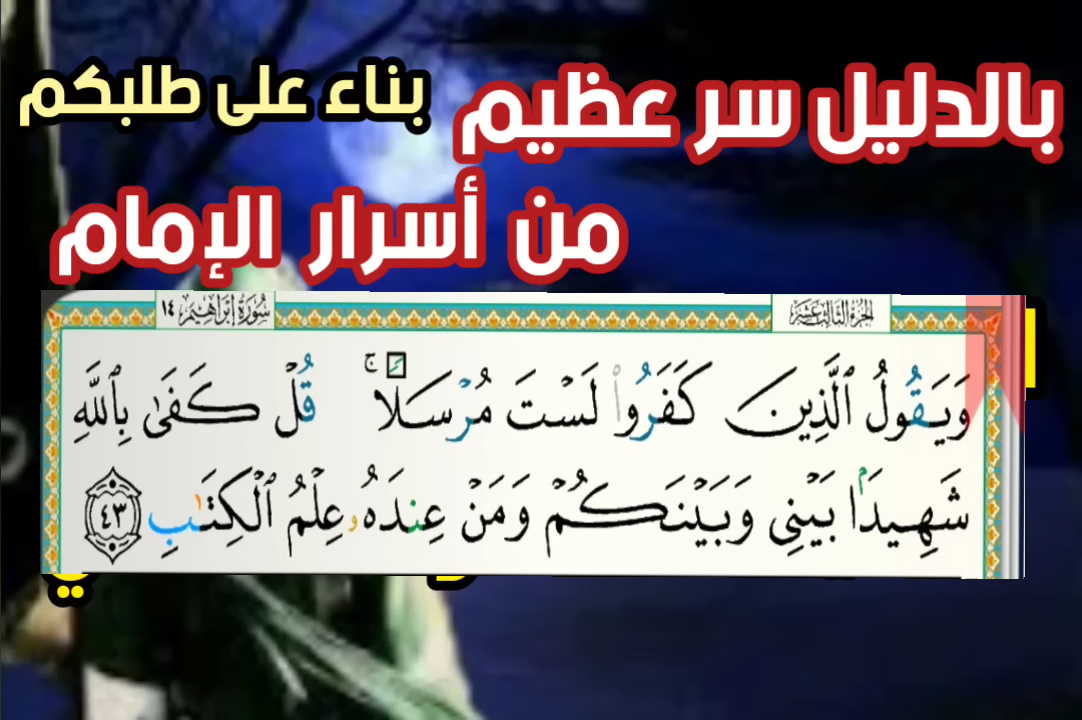 بالدليل سر عظيم بناء على طلبكم
من أسرار الإمام
الجزء الثالث عشر سورة إبراهيم ١٤
وَيَقُولُ ٱلَّذِينَ كَفَرُوا۟ لَسْتَ مُرْسَلًا ۚ قُلْ كَفَىٰ بِٱللَّهِ
شَهِيدًۢا بَيْنِى وَبَيْنَكُمْ وَمَنْ عِندَهُۥ عِلْمُ ٱلْكِتَـٰبِ ٤٣